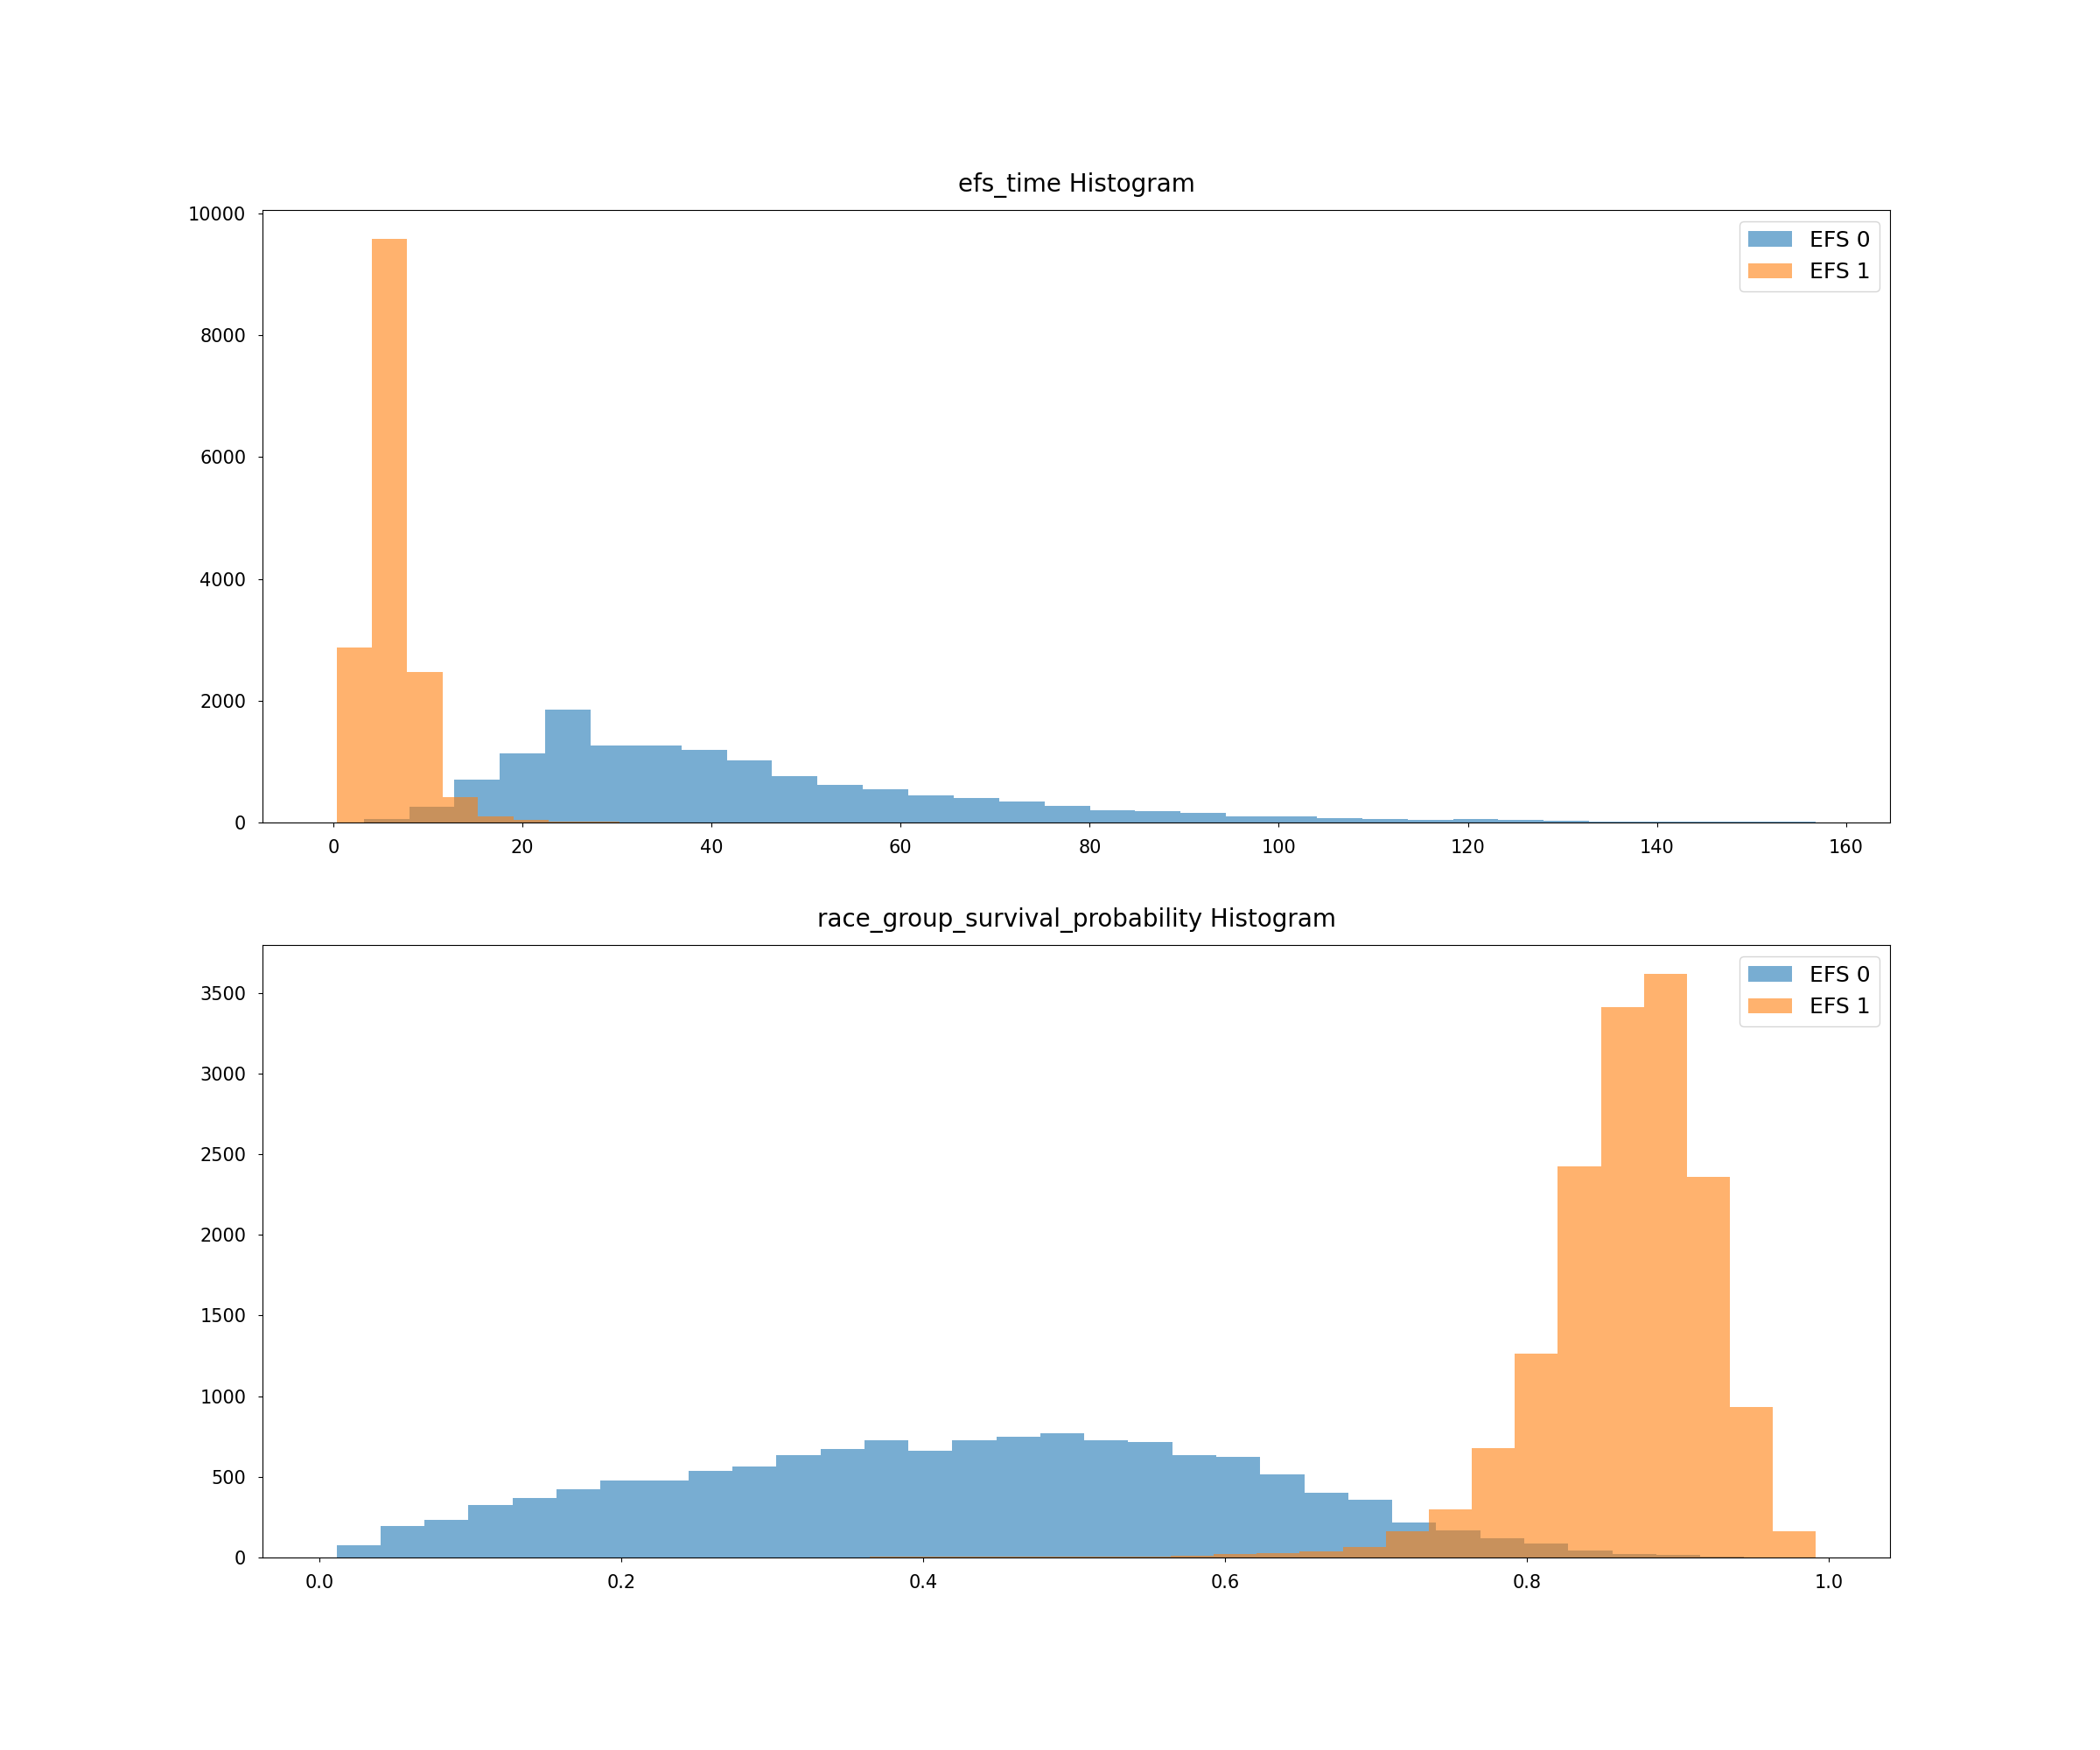 efs_time Histogram
10000
8000
6000
4000
2000
0
EFS 0
EFS 1
0 20 40 60 80 100 120 140 160
race_group_survival_probability Histogram
3500
3000
2500
2000
1500
1000
500
0
EFS 0
EFS 1
0.0 0.2 0.4 0.6 0.8 1.0